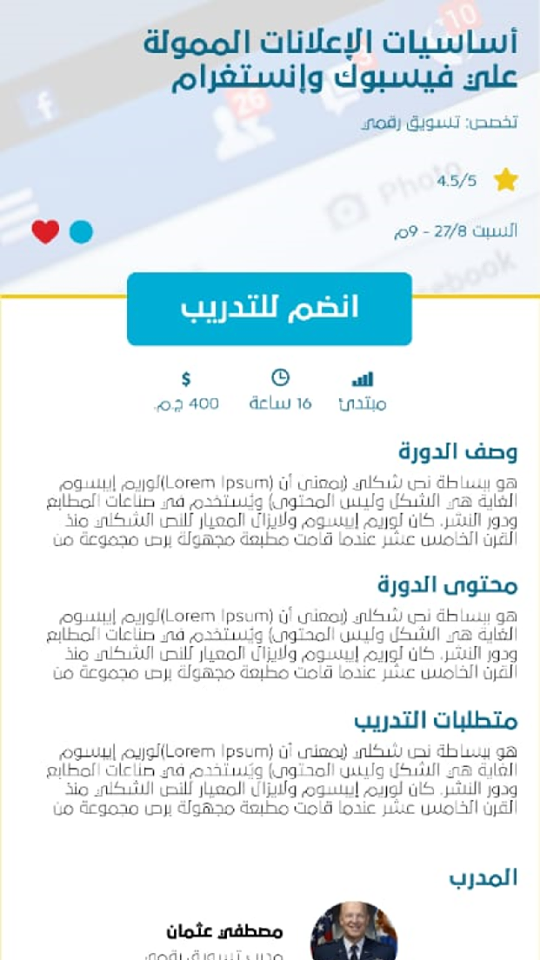 أساسيات الإعلانات الممولة
علي فيسبوك وإنستغرام
تخصص: تسويق رقمي
4.5/5
السبت 27/8 - 9م
10
3
26
Photo
ebook
انضم للتدريب
مبتدئ
16 ساعة
$
400 ج.م.
وصف الدورة
هو ببساطة نص شكلي (بمعنى أن (Lorem Ipsum)لوريم إيبسوم
الغاية هي الشكل وليس المحتوى) ويُستخدم في صناعات المطابع
ودور النشر. كان لوريم إيبسوم ولايزال المعيار للنص الشكلي منذ
القرن الخامس عشر عندما قامت مطبعة مجهولة برص مجموعة من
محتوى الدورة
هو ببساطة نص شكلي (بمعنى أن (Lorem Ipsum)لوريم إيبسوم
الغاية هي الشكل وليس المحتوى) ويُستخدم في صناعات المطابع
ودور النشر. كان لوريم إيبسوم ولايزال المعيار للنص الشكلي منذ
القرن الخامس عشر عندما قامت مطبعة مجهولة برص مجموعة من
متطلبات التدريب
هو ببساطة نص شكلي (بمعنى أن (Lorem Ipsum)لوريم إيبسوم
الغاية هي الشكل وليس المحتوى) ويُستخدم في صناعات المطابع
ودور النشر. كان لوريم إيبسوم ولايزال المعيار للنص الشكلي منذ
القرن الخامس عشر عندما قامت مطبعة مجهولة برص مجموعة من
المدرب
مصطفي عثمان
مدرب تسويق رقمي